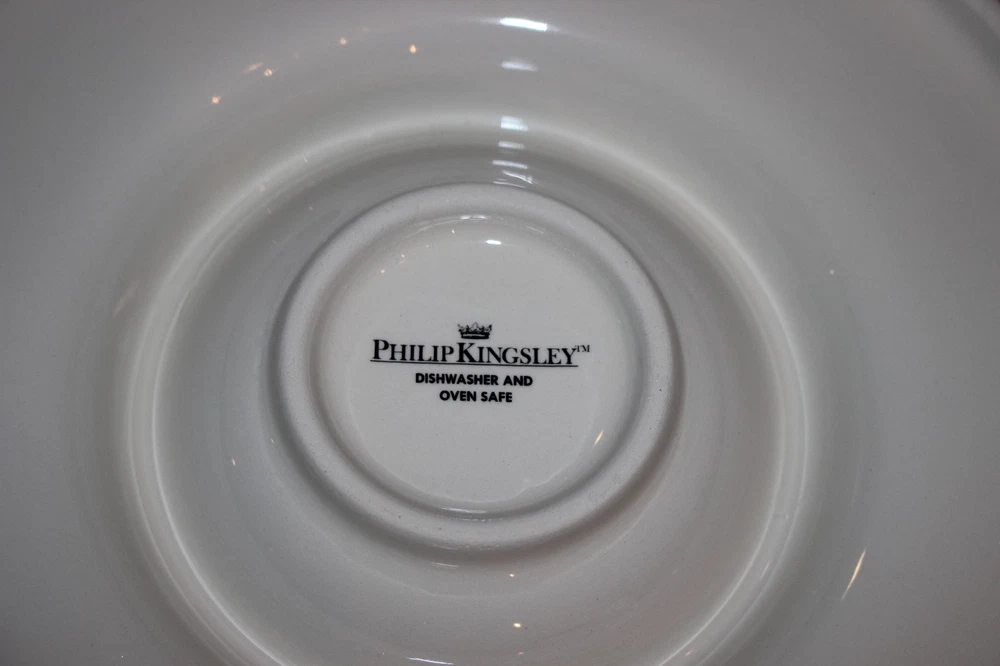 PHILIP KINGSLEY™
DISHWASHER AND
OVEN SAFE